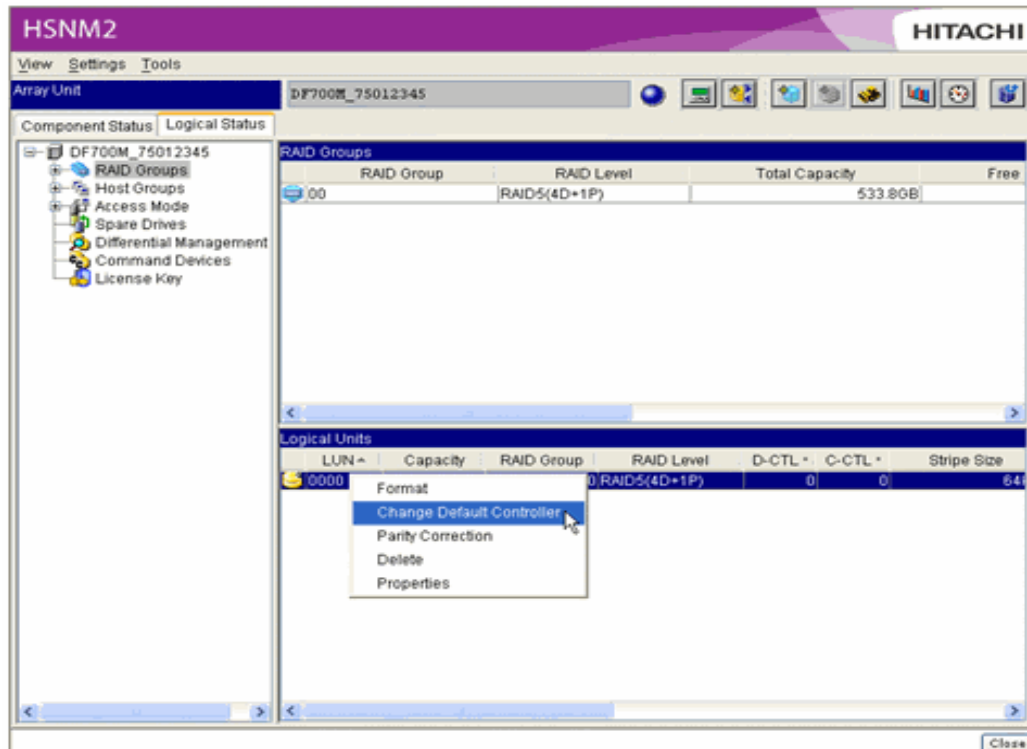 HSNM2
HITACHI
View Settings Tools
Array Unit
DF700M_75012345
Component Status Logical Status
DF700M_75012345
RAID Groups
Host Groups
Access Mode
Spare Drives
Differential Management
Command Devices
License Key
RAID Groups
RAID Group RAID Level Total Capacity Free
00 RAID5(4D+1P) 533.8GB
Logical Units
LUN Capacity RAID Group RAID Level D-CTL * C-CTL * Stripe Size
0000 0 RAID5(4D+1P) 0 0 64
Format
Change Default Controller
Parity Correction
Delete
Properties
Close